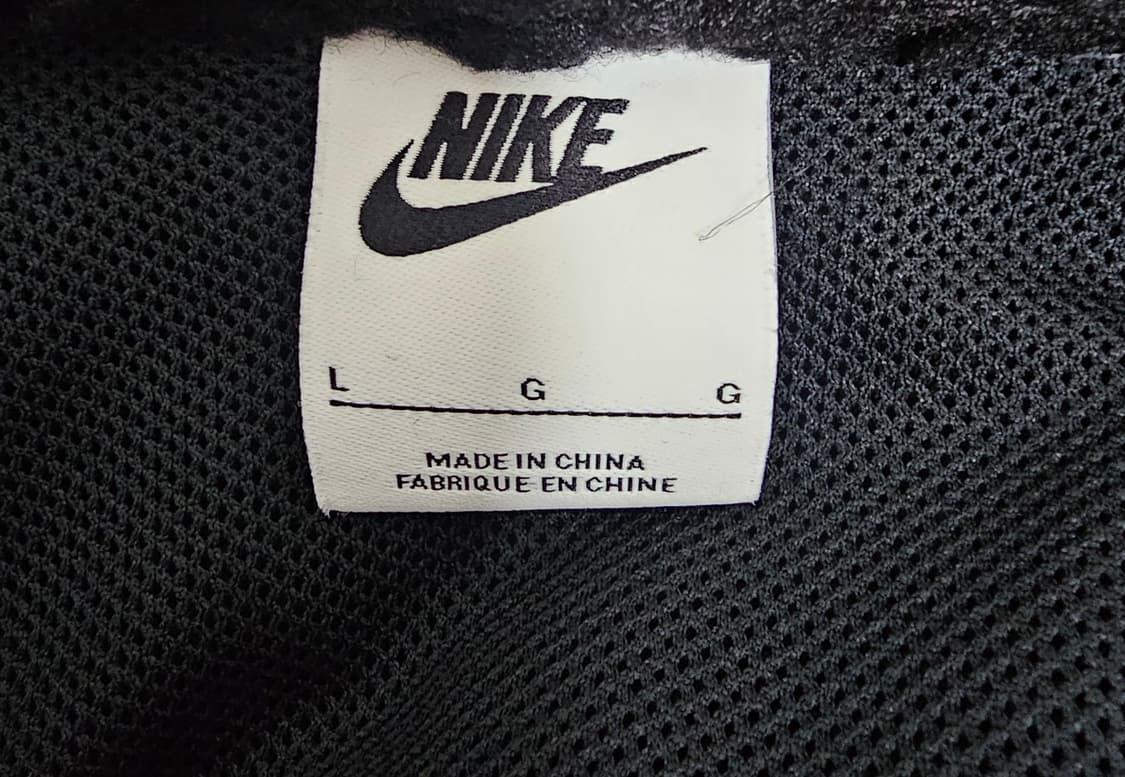 NIKE
L G G
MADE IN CHINA
FABRIQUE EN CHINE